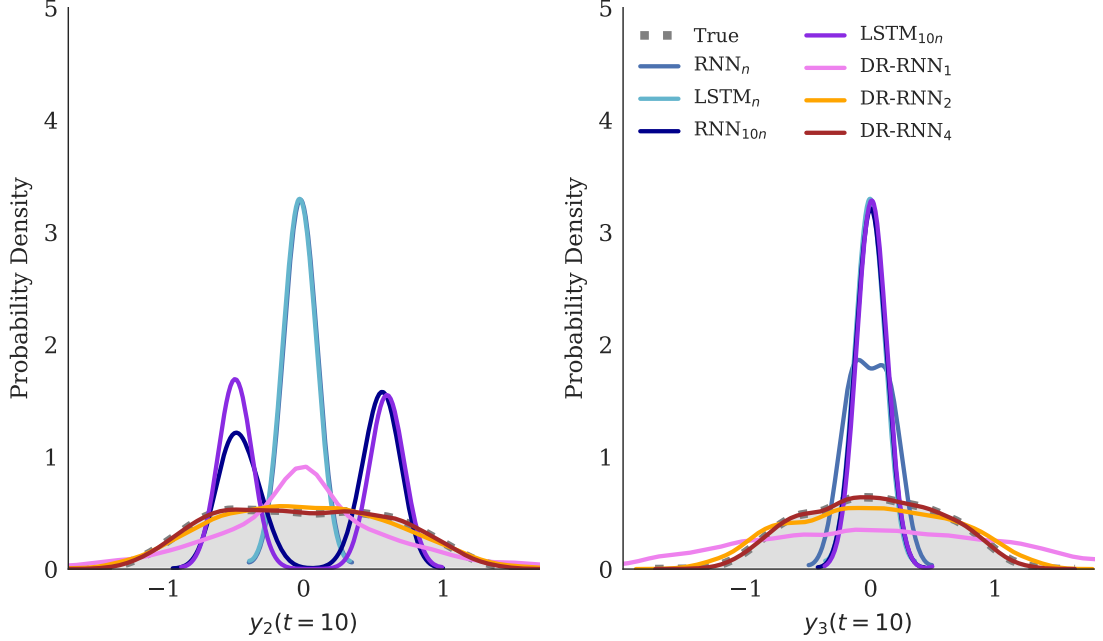 5
4
3
2
1
0
Probability Density
−1
0
1
y₂(t = 10)
5
4
3
2
1
0
Probability Density
True
RNNₙ
LSTMₙ
RNN₁₀ₙ
LSTM₁₀ₙ
DR-RNN₁
DR-RNN₂
DR-RNN₄
−1
0
1
y₃(t = 10)